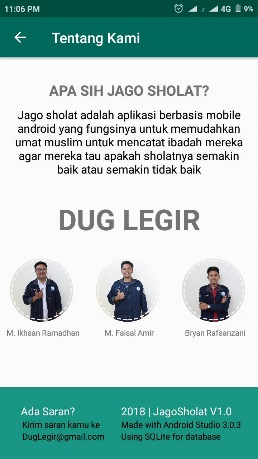 11:06 PM
4G 9%
Tentang Kami
APA SIH JAGO SHOLAT?
Jago sholat adalah aplikasi berbasis mobile
android yang fungsinya untuk memudahkan
umat muslim untuk mencatat ibadah mereka
agar mereka tau apakah sholatnya semakin
baik atau semakin tidak baik
DUG LEGIR
M. Ikhsan Ramadhan
M. Faisal Amir
Bryan Rafsanzani
Ada Saran?
Kirim saran kamu ke
DugLegir@gmail.com
2018 | JagoSholat V1.0
Made with Android Studio 3.0.3
Using SQLite for database